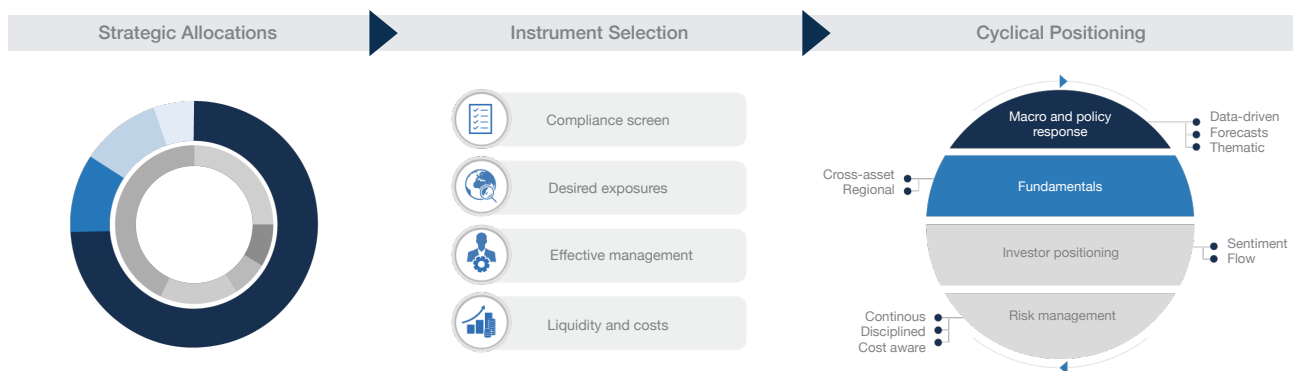 Strategic Allocations
Instrument Selection
Cyclical Positioning
Compliance screen
Desired exposures
Effective management
Liquidity and costs
Macro and policy
response
Data-driven
Forecasts
Thematic
Cross-asset
Regional
Fundamentals
Investor positioning
Sentiment
Flow
Continous
Disciplined
Cost aware
Risk management